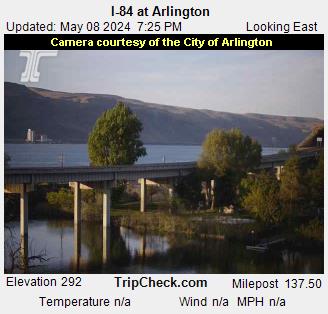 I-84 at Arlington
Updated: May 08 2024 7:25 PM Looking East
Camera courtesy of the City of Arlington
Elevation 292 TripCheck.com Milepost 137.50
Temperature n/a Wind n/a MPH n/a